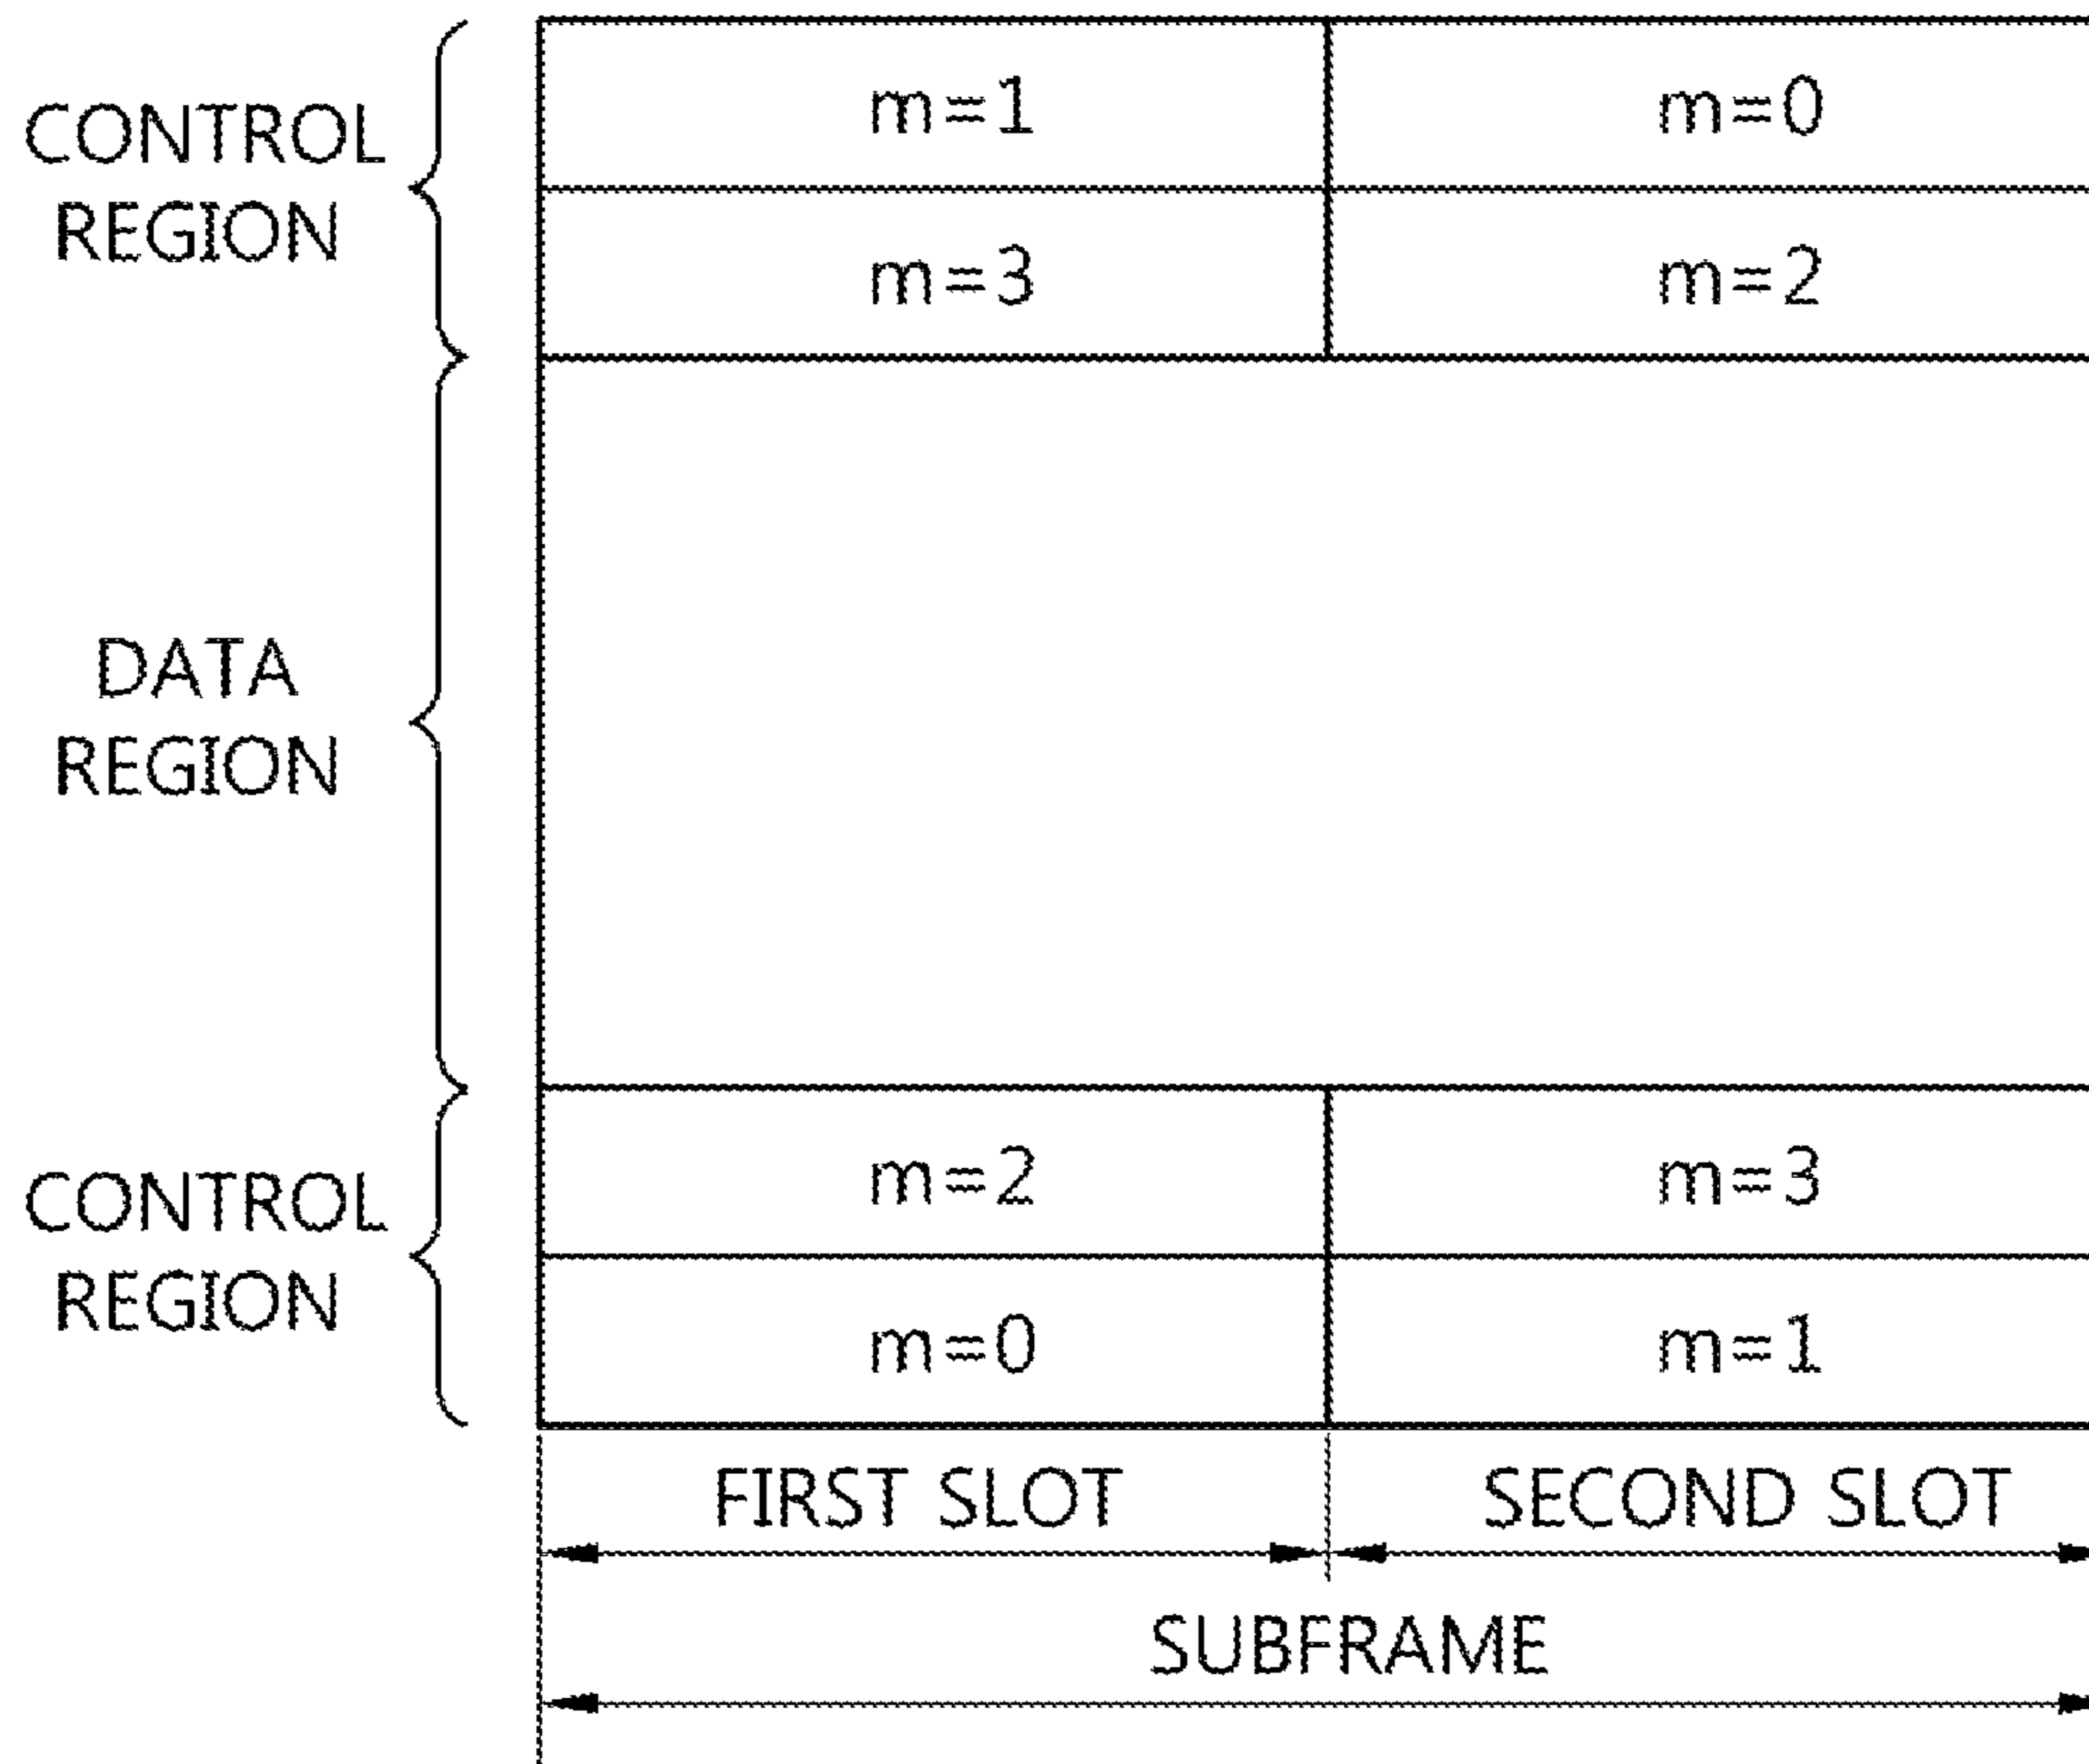 CONTROL
REGION
m=1 m=0
m=3 m=2
DATA
REGION
CONTROL
REGION
m=2 m=3
m=0 m=1
FIRST SLOT SECOND SLOT
SUBFRAME